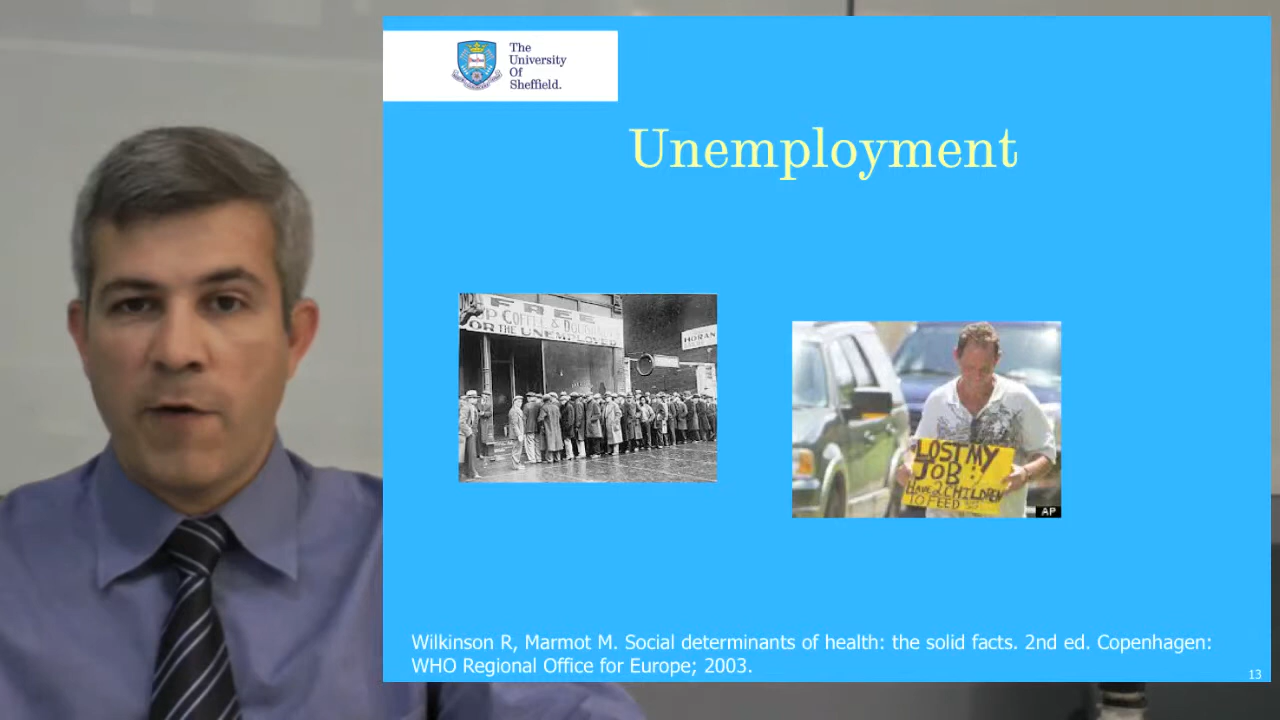 The
University
Of
Sheffield.
Unemployment
FREE
COFFEE & DOUGHNUTS
FOR THE UNEMPLOYED
HORAN
LOST MY
JOB
HAVE 2 CHILDREN
TO FEED
AP
Wilkinson R, Marmot M. Social determinants of health: the solid facts. 2nd ed. Copenhagen:
WHO Regional Office for Europe; 2003.
13